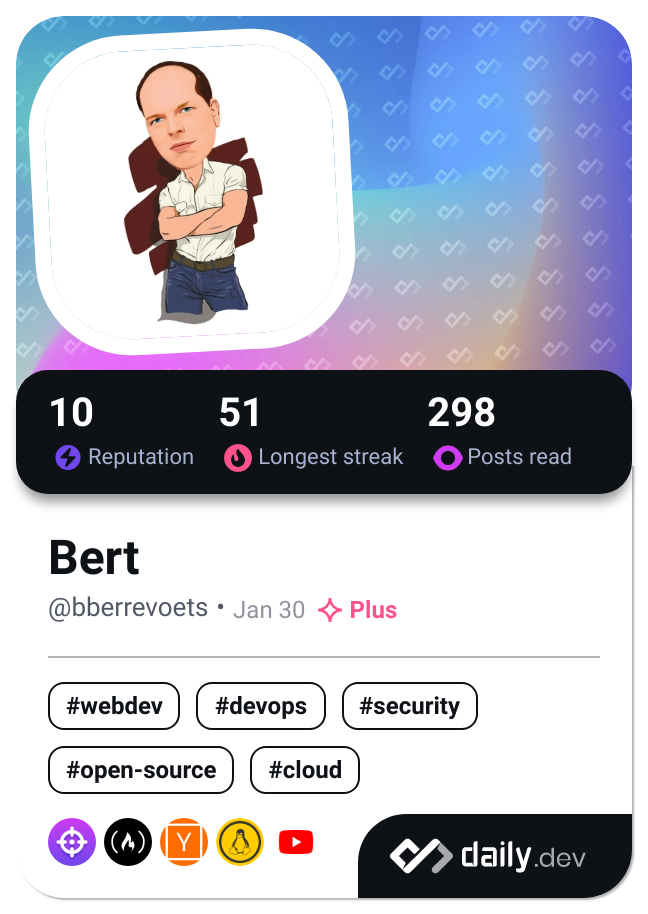 10 51 298
Reputation Longest streak Posts read
Bert
@bberrevoets • Jan 30 Plus
#webdev #devops #security
#open-source #cloud
Y
daily.dev